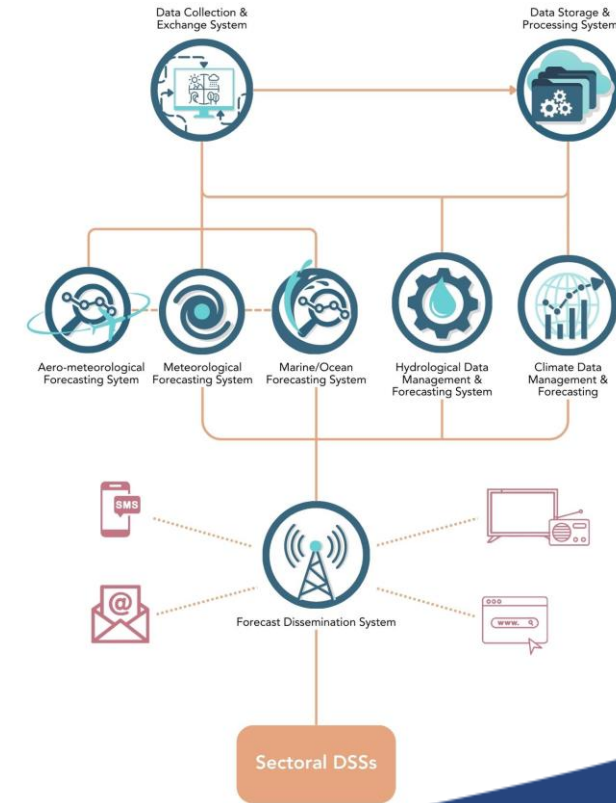 Data Collection &
Exchange System
Data Storage &
Processing System
Aero-meteorological
Forecasting Sytem
Meteorological
Forecasting System
Marine/Ocean
Forecasting System
Hydrological Data
Management &
Forecasting System
Climate Data
Management &
Forecasting
SMS
@
www.
Forecast Dissemination System
Sectoral DSSs